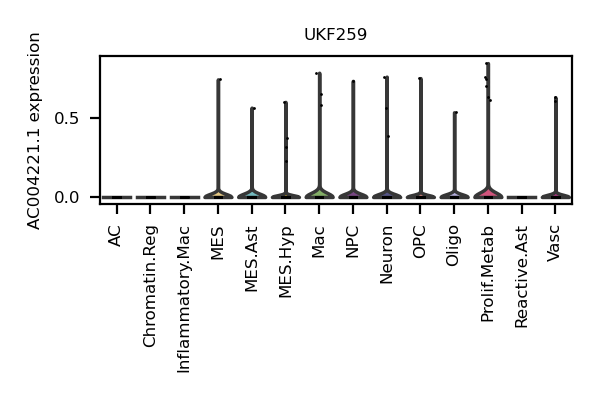 UKF259
AC004221.1 expression
0.5
0.0
AC
Chromatin.Reg
Inflammatory.Mac
MES
MES.Ast
MES.Hyp
Mac
NPC
Neuron
OPC
Oligo
Prolif.Metab
Reactive.Ast
Vasc